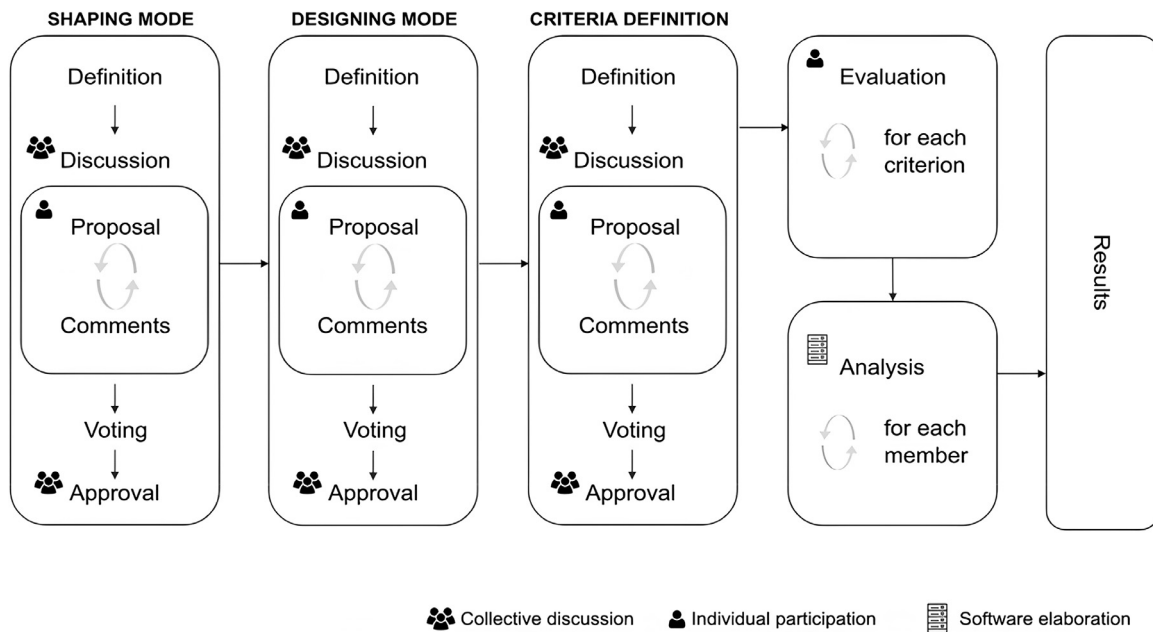 SHAPING MODE
Definition
Discussion
Proposal
Comments
Voting
Approval
DESIGNING MODE
Definition
Discussion
Proposal
Comments
Voting
Approval
CRITERIA DEFINITION
Definition
Discussion
Proposal
Comments
Voting
Approval
Evaluation
for each
criterion
Analysis
for each
member
Results
Collective discussion
Individual participation
Software elaboration